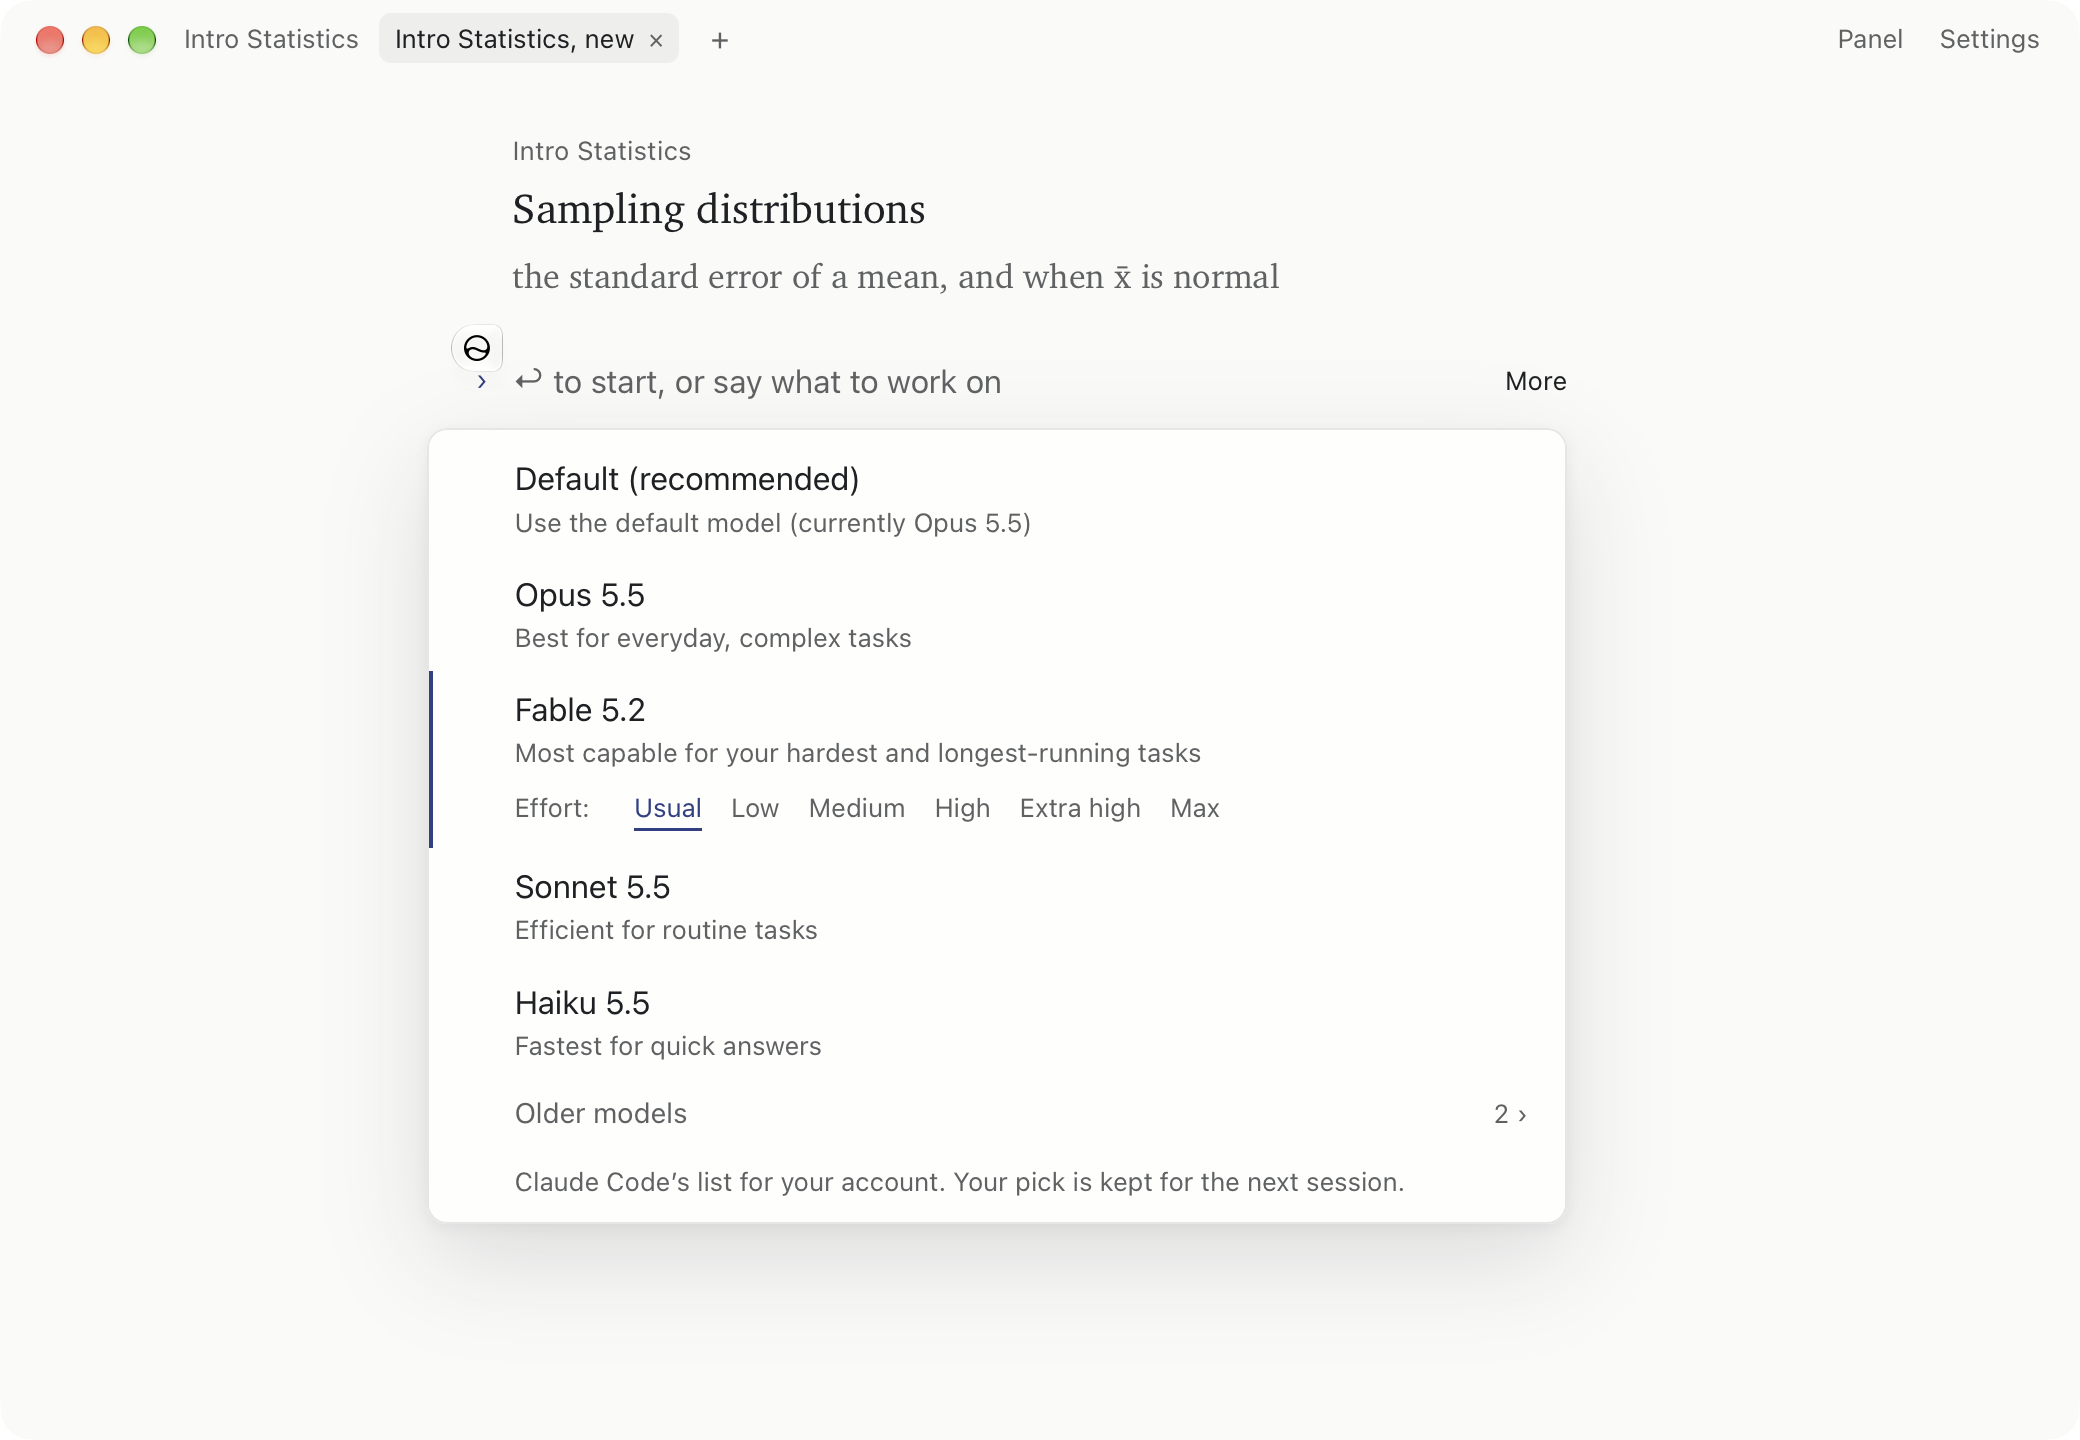 Intro Statistics
Intro Statistics, new ×
+
Panel
Settings
Intro Statistics
Sampling distributions
the standard error of a mean, and when x̄ is normal
› ↩ to start, or say what to work on
More
Default (recommended)
Use the default model (currently Opus 5.5)
Opus 5.5
Best for everyday, complex tasks
Fable 5.2
Most capable for your hardest and longest-running tasks
Effort: Usual Low Medium High Extra high Max
Sonnet 5.5
Efficient for routine tasks
Haiku 5.5
Fastest for quick answers
Older models 2 ›
Claude Code’s list for your account. Your pick is kept for the next session.